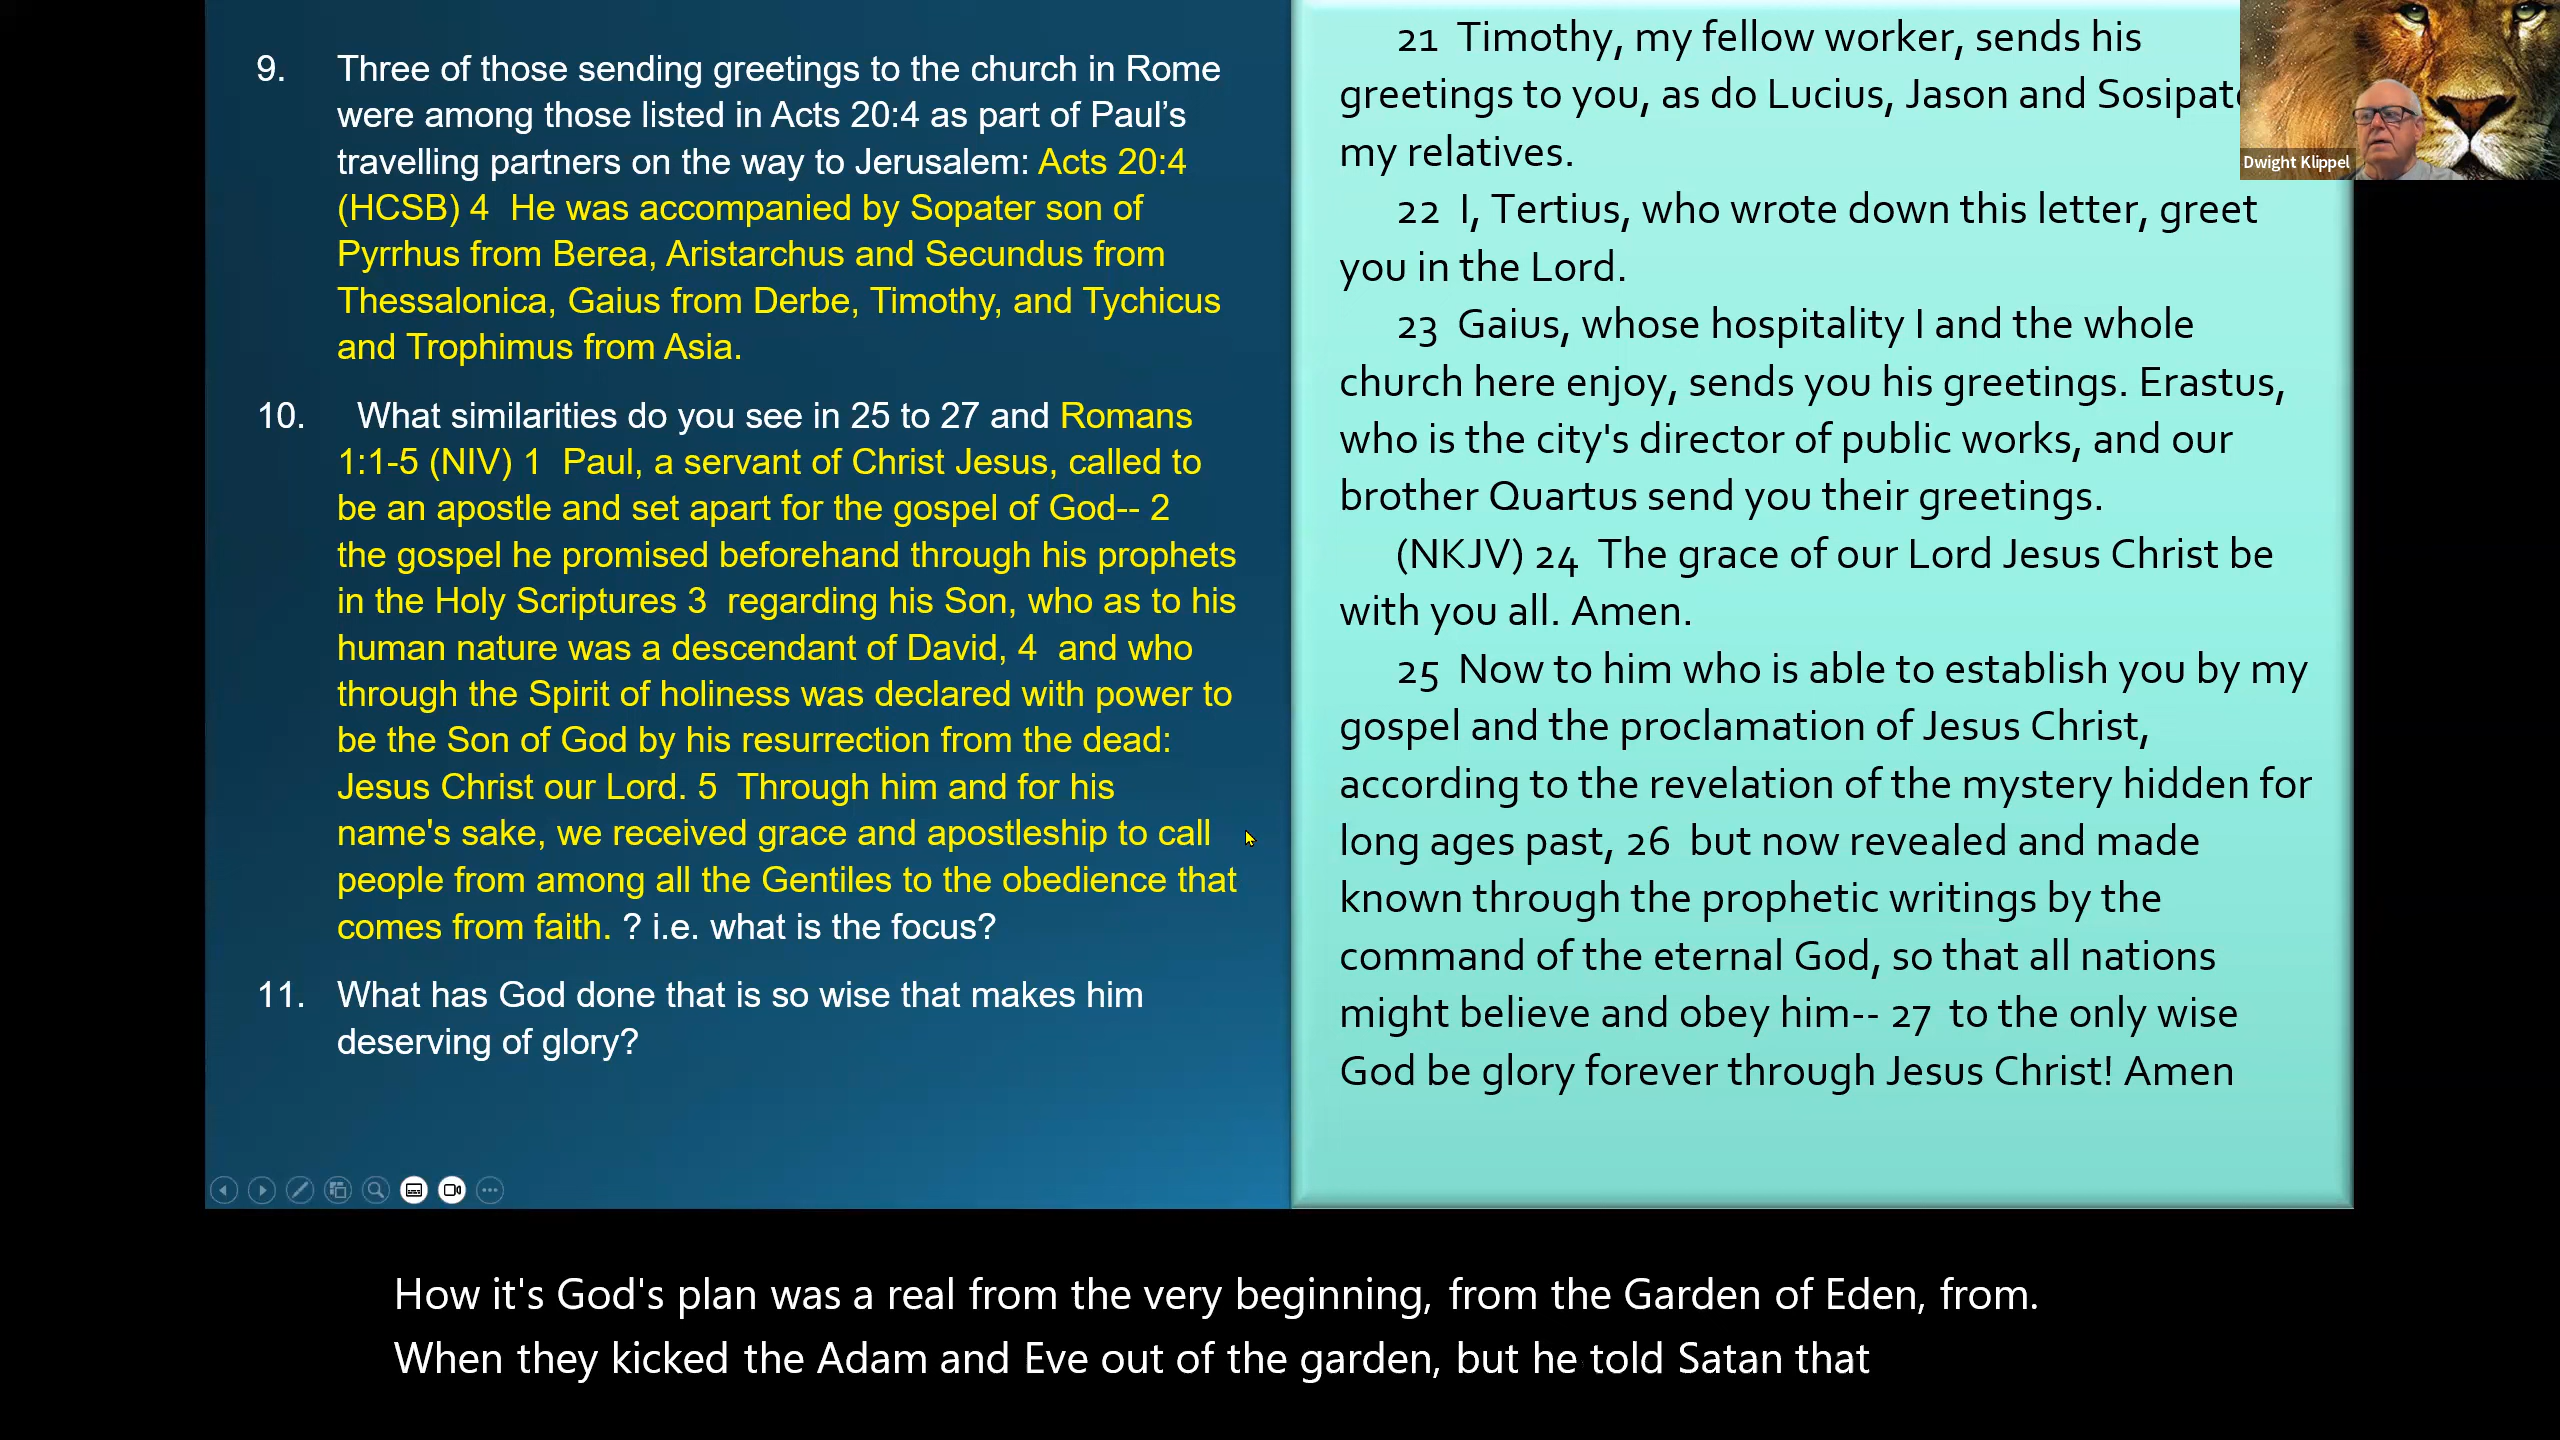 9. Three of those sending greetings to the church in Rome
were among those listed in Acts 20:4 as part of Paul’s
travelling partners on the way to Jerusalem: Acts 20:4
(HCSB) 4 He was accompanied by Sopater son of
Pyrrhus from Berea, Aristarchus and Secundus from
Thessalonica, Gaius from Derbe, Timothy, and Tychicus
and Trophimus from Asia.
10. What similarities do you see in 25 to 27 and Romans
1:1-5 (NIV) 1 Paul, a servant of Christ Jesus, called to
be an apostle and set apart for the gospel of God-- 2
the gospel he promised beforehand through his prophets
in the Holy Scriptures 3 regarding his Son, who as to his
human nature was a descendant of David, 4 and who
through the Spirit of holiness was declared with power to
be the Son of God by his resurrection from the dead:
Jesus Christ our Lord. 5 Through him and for his
name's sake, we received grace and apostleship to call
people from among all the Gentiles to the obedience that
comes from faith. ? i.e. what is the focus?
11. What has God done that is so wise that makes him
deserving of glory?
21 Timothy, my fellow worker, sends his
greetings to you, as do Lucius, Jason and
my relatives.
22 I, Tertius, who wrote down this letter, greet
you in the Lord.
23 Gaius, whose hospitality I and the whole
church here enjoy, sends you his greetings. Erastus,
who is the city's director of public works, and our
brother Quartus send you their greetings.
(NKJV) 24 The grace of our Lord Jesus Christ be
with you all. Amen.
25 Now to him who is able to establish you by my
gospel and the proclamation of Jesus Christ,
according to the revelation of the mystery hidden for
long ages past, 26 but now revealed and made
known through the prophetic writings by the
command of the eternal God, so that all nations
might believe and obey him-- 27 to the only wise
God be glory forever through Jesus Christ! Amen
Dwight Klippel
How it's God's plan was a real from the very beginning, from the Garden of Eden, from.
When they kicked the Adam and Eve out of the garden, but he told Satan that